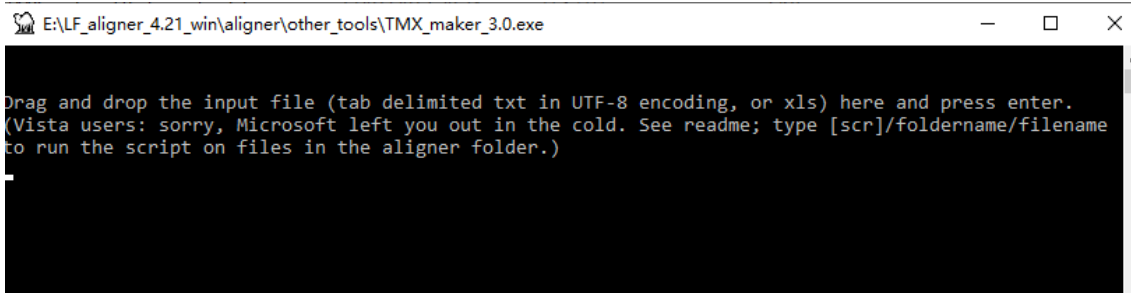 E:\LF_aligner_4.21_win\aligner\other_tools\TMX_maker_3.0.exe
Drag and drop the input file (tab delimited txt in UTF-8 encoding, or xls) here and press enter.
(Vista users: sorry, Microsoft left you out in the cold. See readme; type [scr]/foldername/filename
to run the script on files in the aligner folder.)